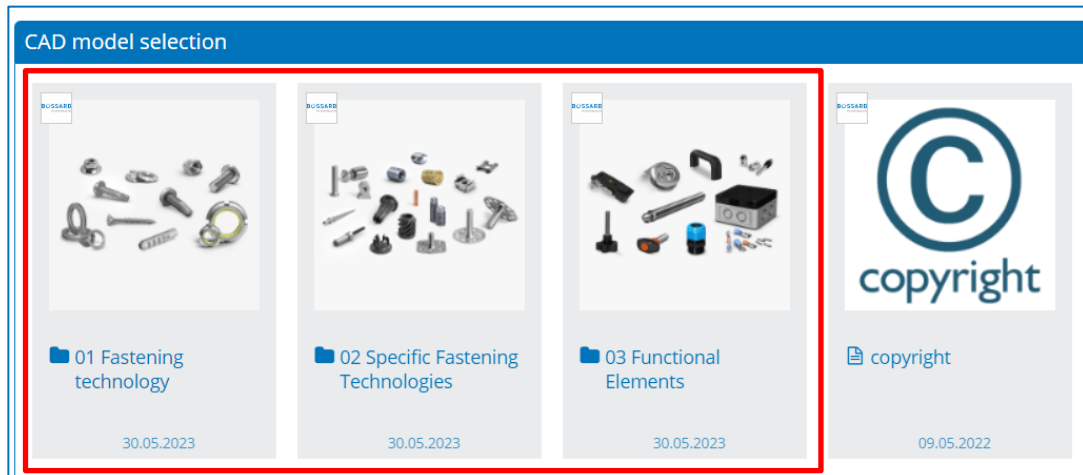 CAD model selection
BOSSARD
BOSSARD
BOSSARD
BOSSARD
C
copyright
01 Fastening
technology
02 Specific Fastening
Technologies
03 Functional
Elements
copyright
30.05.2023
30.05.2023
30.05.2023
09.05.2022